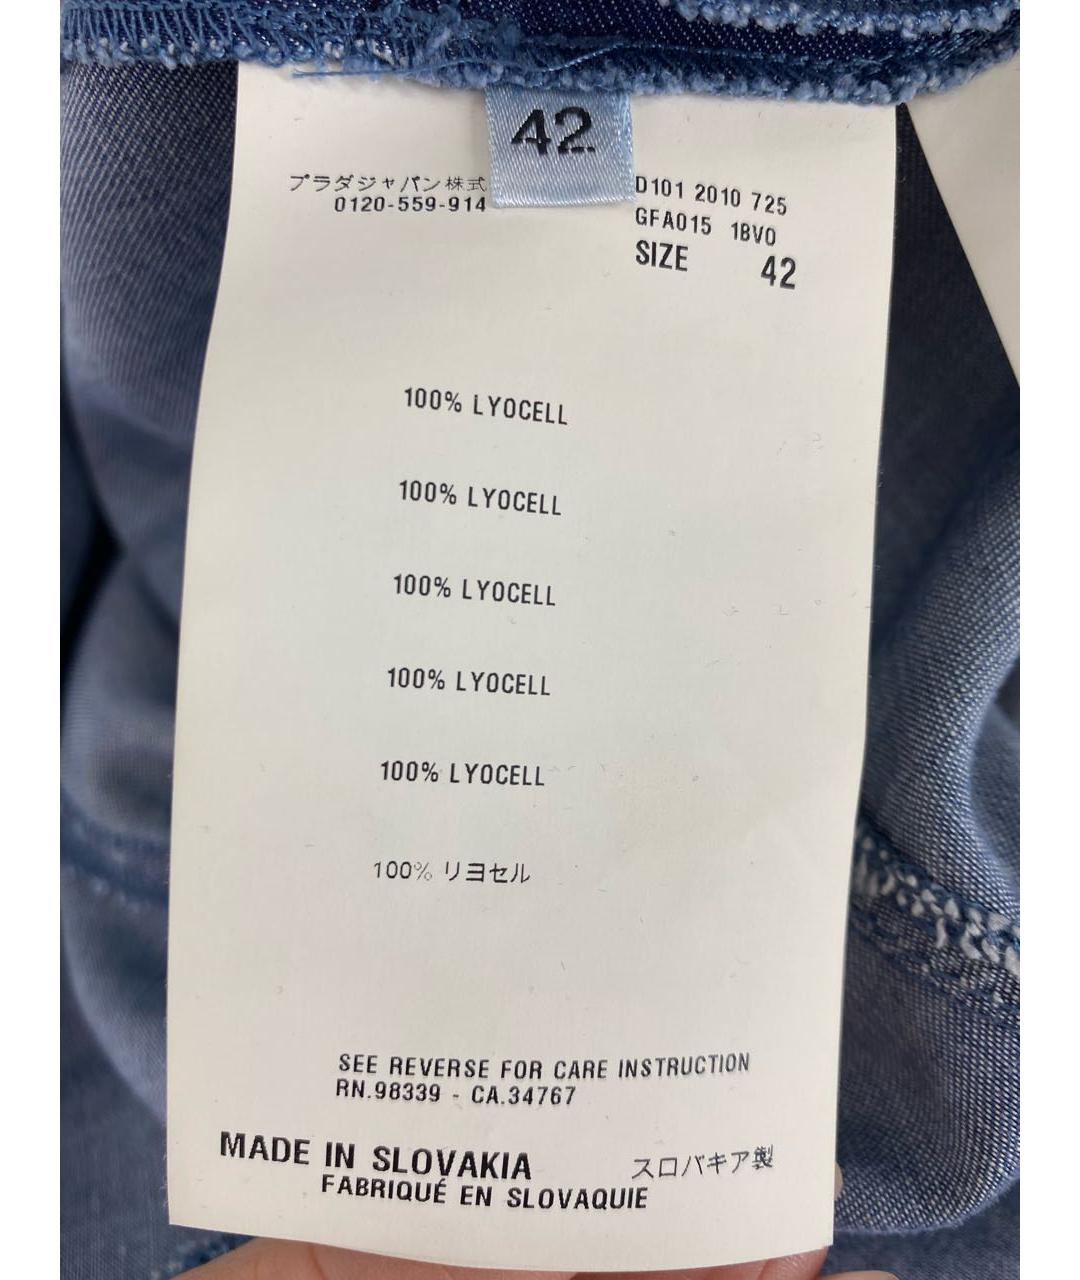 42
プラダジャパン株式
0120-559-914
D101 2010 725
GFA015 1BV0
SIZE 42
100% LYOCELL
100% LYOCELL
100% LYOCELL
100% LYOCELL
100% LYOCELL
100% リヨセル
SEE REVERSE FOR CARE INSTRUCTION
RN.98339 - CA.34767
MADE IN SLOVAKIA スロバキア製
FABRIQUÉ EN SLOVAQUIE